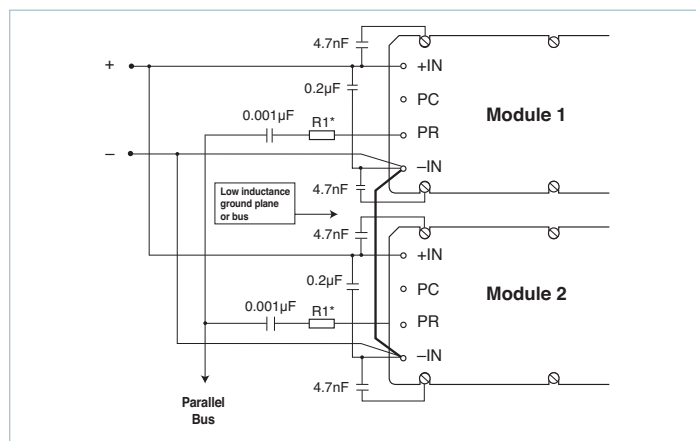 4.7nF
+
+IN
0.2µF
PC
Module 1
0.001µF
R1*
PR
–
–IN
4.7nF
Low inductance
ground plane
or bus
4.7nF
+IN
0.2µF
PC
Module 2
0.001µF
R1*
PR
–IN
4.7nF
Parallel
Bus